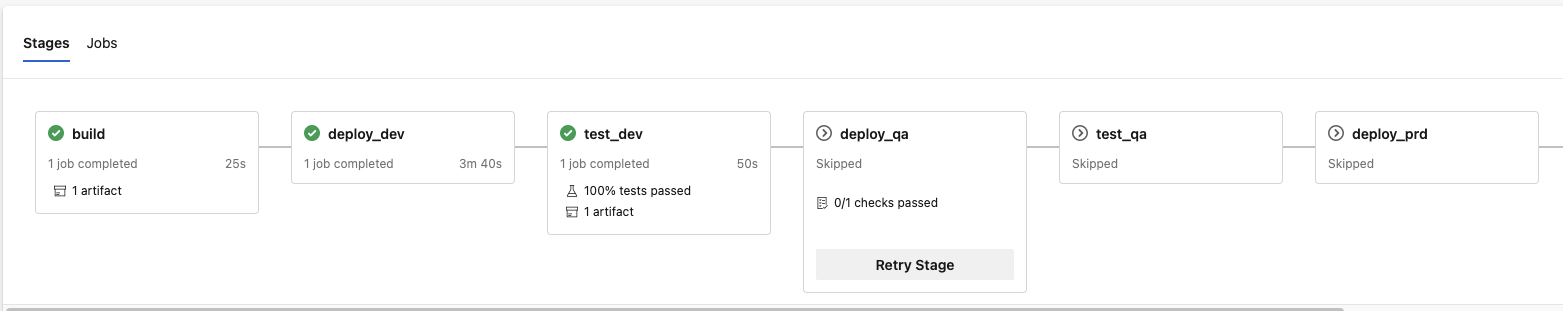 Stages Jobs
build
1 job completed 25s
1 artifact
deploy_dev
1 job completed 3m 40s
test_dev
1 job completed 50s
100% tests passed
1 artifact
deploy_qa
Skipped
0/1 checks passed
Retry Stage
test_qa
Skipped
deploy_prd
Skipped